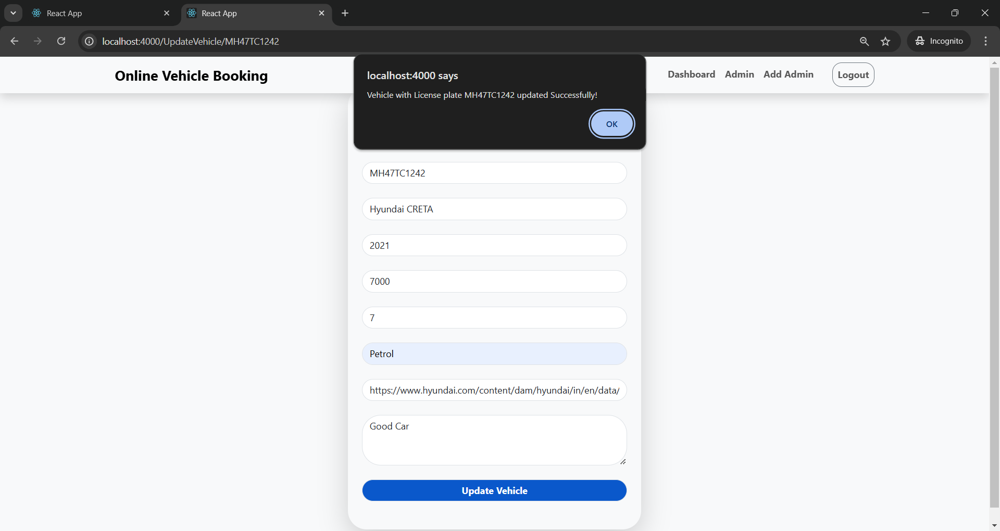 React App
React App
localhost:4000/UpdateVehicle/MH47TC1242
Incognito
Online Vehicle Booking
Dashboard Admin Add Admin Logout
localhost:4000 says
Vehicle with License plate MH47TC1242 updated Successfully!
OK
MH47TC1242
Hyundai CRETA
2021
7000
7
Petrol
https://www.hyundai.com/content/dam/hyundai/in/en/data/
Good Car
Update Vehicle